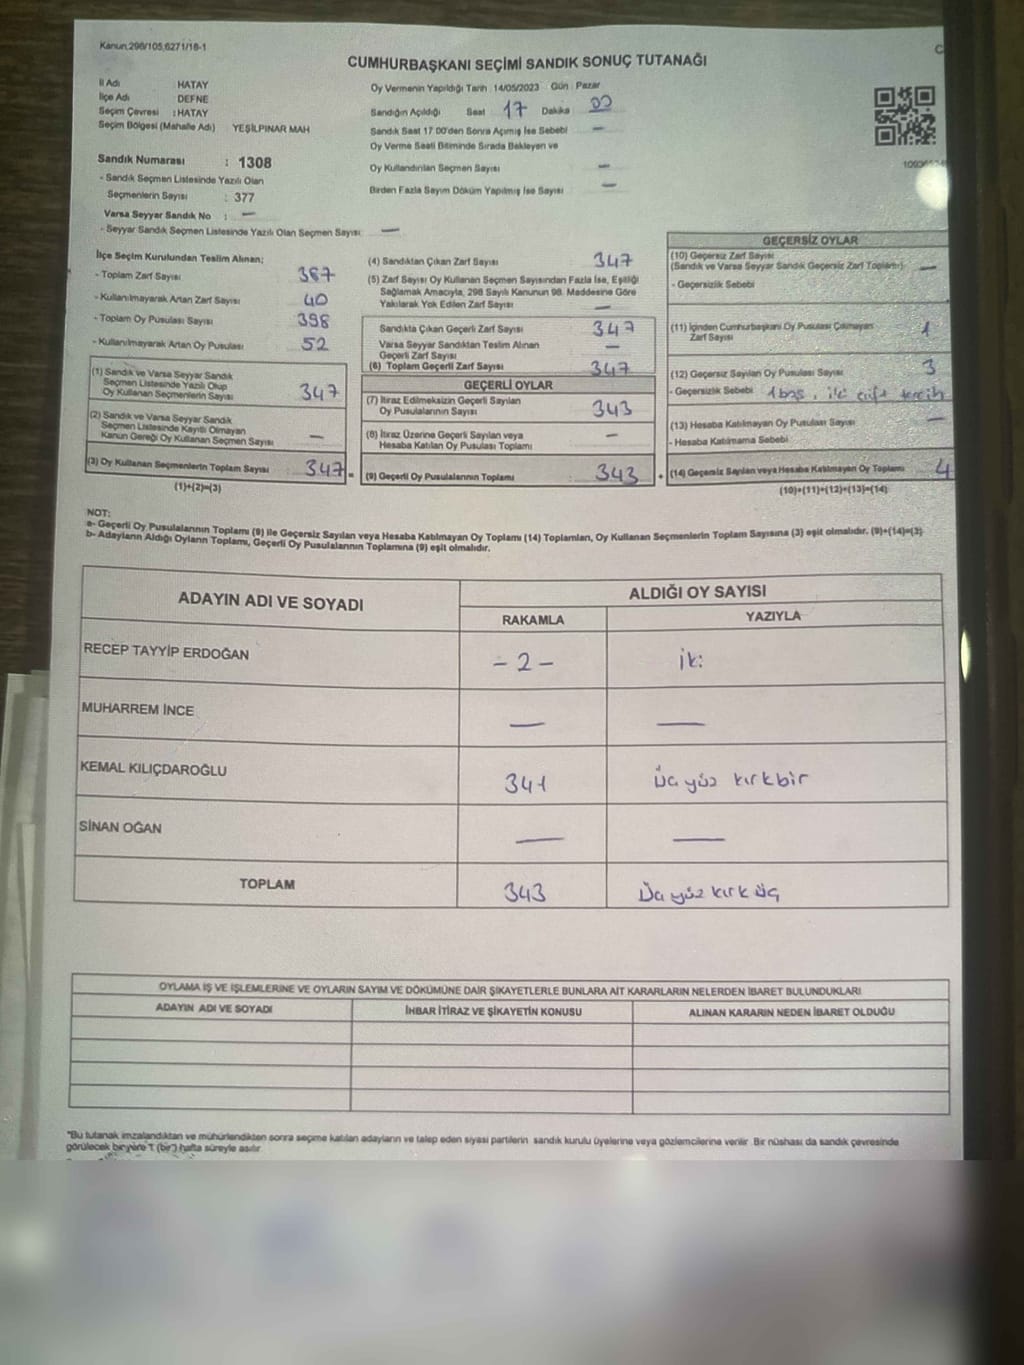 Kanun:298/105;6271/18-1
CUMHURBAŞKANI SEÇİMİ SANDIK SONUÇ TUTANAĞI
İl Adı HATAY
İlçe Adı DEFNE
Seçim Çevresi : HATAY
Seçim Bölgesi (Mahalle Adı) YEŞİLPINAR MAH
Oy Vermenin Yapıldığı Tarih 14/05/2023 Gün Pazar
Sandığın Açıldığı Saat 17 Dakika 00
Sandık Saat 17 00'den Sonra Açımış İse Sebebi —
Oy Verme Saati Bitiminde Sırada Bekleyen ve
Oy Kullandırılan Seçmen Sayısı —
Birden Fazla Sayım Döküm Yapılmış İse Sayısı —
Sandık Numarası : 1308
- Sandık Seçmen Listesinde Yazılı Olan
Seçmenlerin Sayısı : 377
Varsa Seyyar Sandık No : —
- Seyyar Sandık Seçmen Listesinde Yazılı Olan Seçmen Sayısı: —
İlçe Seçim Kurulundan Teslim Alınan;
- Toplam Zarf Sayısı 387
- Kullanılmayarak Artan Zarf Sayısı 40
- Toplam Oy Pusulası Sayısı 398
- Kullanılmayarak Artan Oy Pusulası 52
(1) Sandık ve Varsa Seyyar Sandık
Seçmen Listesinde Yazılı Olup
Oy Kullanan Seçmenlerin Sayısı 347
(2) Sandık ve Varsa Seyyar Sandık
Seçmen Listesinde Kayıtlı Olmayan
Kanun Gereği Oy Kullanan Seçmen Sayısı —
(3) Oy Kullanan Seçmenlerin Toplam Sayısı : 347 =
(1)+(2)=(3)
(4) Sandıktan Çıkan Zarf Sayısı 347
(5) Zarf Sayısı Oy Kullanan Seçmen Sayısından Fazla İse, Eşitliği
Sağlamak Amacıyla, 298 Sayılı Kanunun 98. Maddesine Göre
Yakılarak Yok Edilen Zarf Sayısı —
Sandıkta Çıkan Geçerli Zarf Sayısı 347
Varsa Seyyar Sandıktan Teslim Alınan
Geçerli Zarf Sayısı —
(6) Toplam Geçerli Zarf Sayısı 347
GEÇERLİ OYLAR
(7) İtiraz Edilmeksizin Geçerli Sayılan
Oy Pusulalarının Sayısı 343
(8) İtiraz Üzerine Geçerli Sayılan veya
Hesaba Katılan Oy Pusulası Toplamı —
(9) Geçerli Oy Pusulalarının Toplamı 343 +
GEÇERSİZ OYLAR
(10) Geçersiz Zarf Sayısı
(Sandık ve Varsa Seyyar Sandık Geçersiz Zarf Toplamı) —
- Geçersizlik Sebebi
(11) İçinden Cumhurbaşkanı Oy Pusulası Çıkmayan
Zarf Sayısı 1
(12) Geçersiz Sayılan Oy Pusulası Sayısı 3
- Geçersizlik Sebebi 1 boş, iki çift tercih
(13) Hesaba Katılmayan Oy Pusulası Sayısı —
- Hesaba Katılmama Sebebi
(14) Geçersiz Sayılan veya Hesaba Katılmayan Oy Toplamı 4
(10)+(11)+(12)+(13)=(14)
NOT:
a- Geçerli Oy Pusulalarının Toplamı (9) ile Geçersiz Sayılan veya Hesaba Katılmayan Oy Toplamı (14) Toplamları, Oy Kullanan Seçmenlerin Toplam Sayısına (3) eşit olmalıdır. (9)+(14)=(3)
b- Adayların Aldığı Oyların Toplamı, Geçerli Oy Pusulalarının Toplamına (9) eşit olmalıdır.
ADAYIN ADI VE SOYADI ALDIĞI OY SAYISI
RAKAMLA YAZIYLA
RECEP TAYYİP ERDOĞAN - 2 - iki
MUHARREM İNCE — —
KEMAL KILIÇDAROĞLU 341 Üç yüz kırkbir
SİNAN OĞAN — —
TOPLAM 343 Üç yüz kırk üç
OYLAMA İŞ VE İŞLEMLERİNE VE OYLARIN SAYIM VE DÖKÜMÜNE DAİR ŞİKAYETLERLE BUNLARA AİT KARARLARIN NELERDEN İBARET BULUNDUKLARI
ADAYIN ADI VE SOYADI İHBAR İTİRAZ VE ŞİKAYETİN KONUSU ALINAN KARARIN NEDEN İBARET OLDUĞU
*Bu tutanak imzalandıktan ve mühürlendikten sonra seçime katılan adayların ve talep eden siyasi partilerin sandık kurulu üyelerine veya gözlemcilerine verilir. Bir nüshası da sandık çevresinde
görülecek bir yere 1 (bir) hafta süreyle asılır.